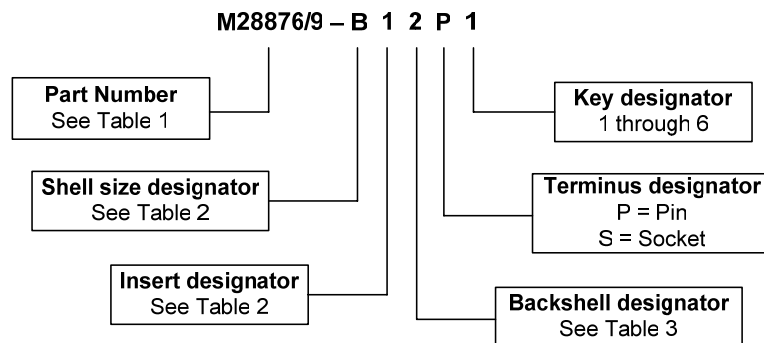 M28876/9 – B 1 2 P 1
Part Number
See Table 1
Key designator
1 through 6
Shell size designator
See Table 2
Terminus designator
P = Pin
S = Socket
Insert designator
See Table 2
Backshell designator
See Table 3